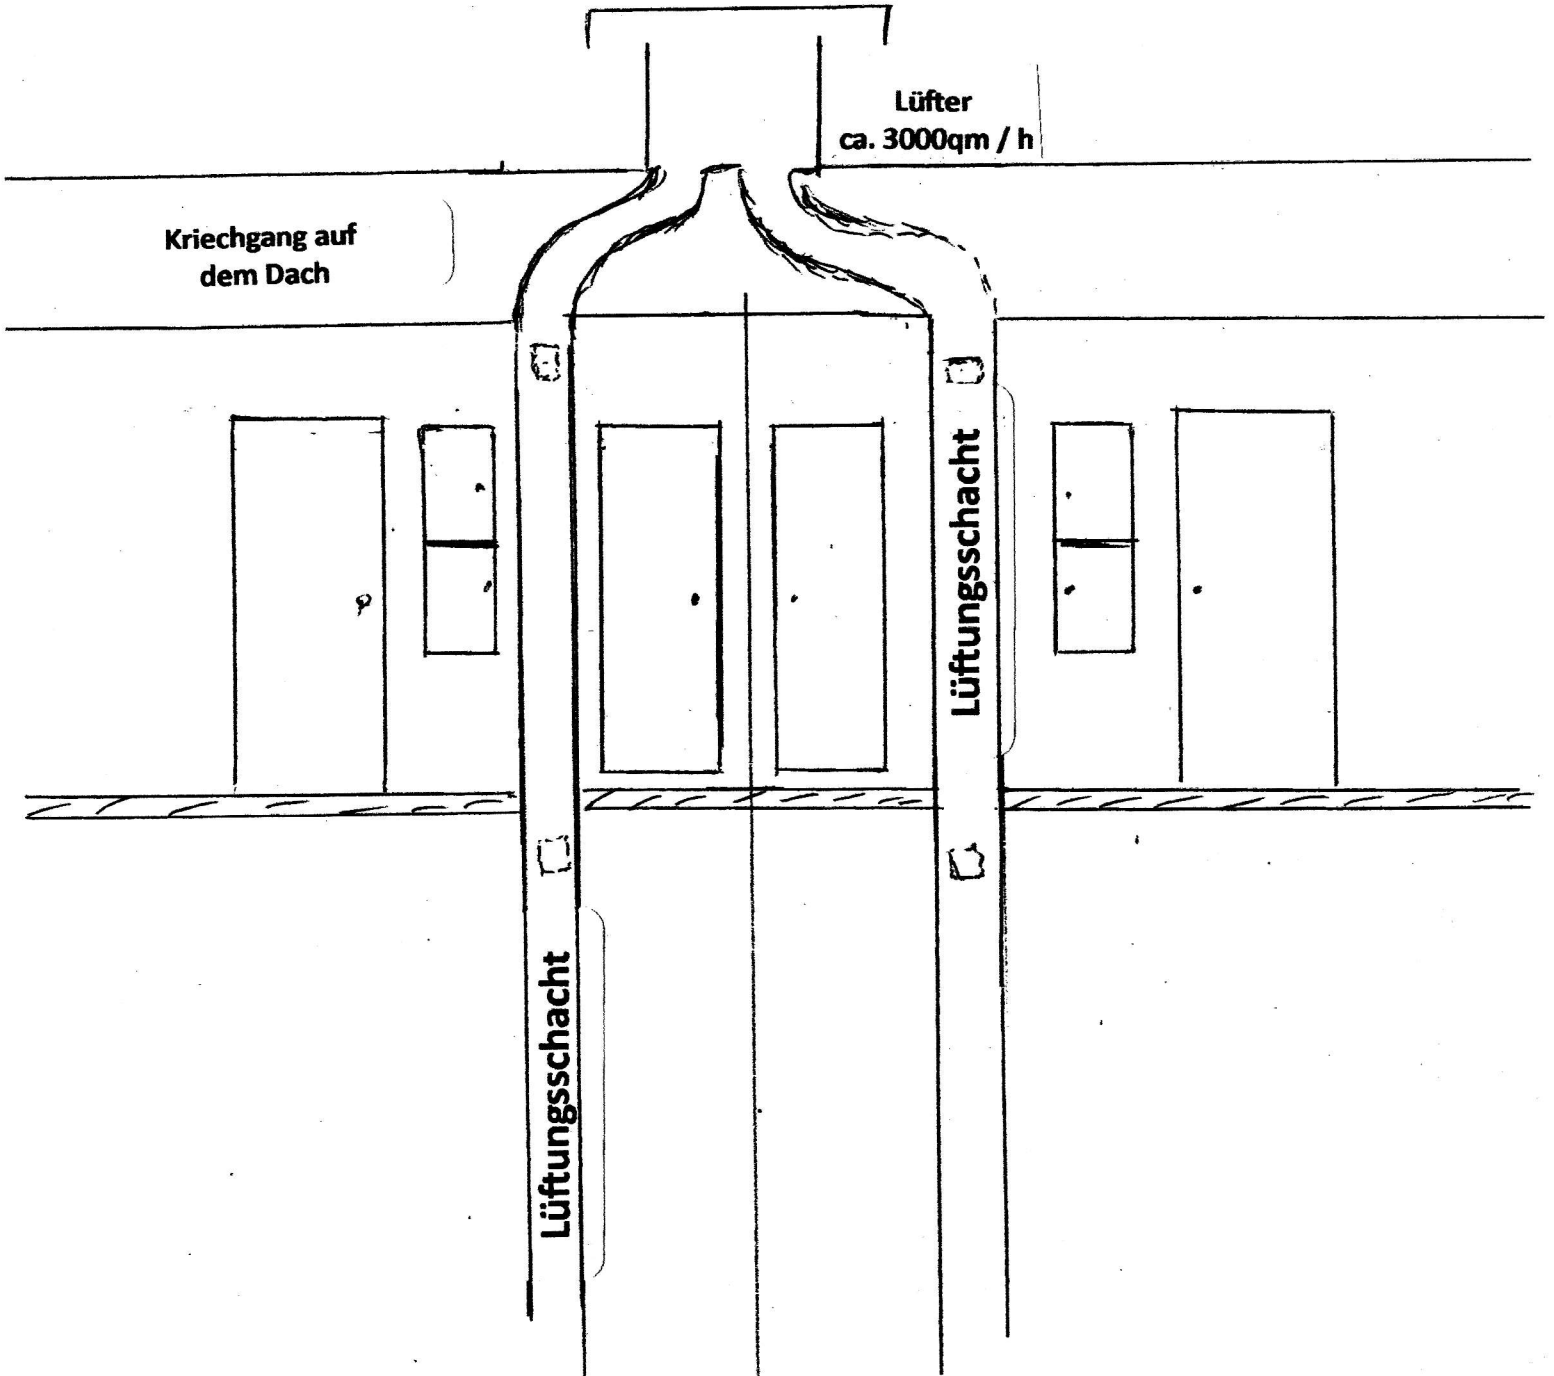 Lüfter
ca. 3000qm / h
Kriechgang auf
dem Dach
Lüftungsschacht
Lüftungsschacht